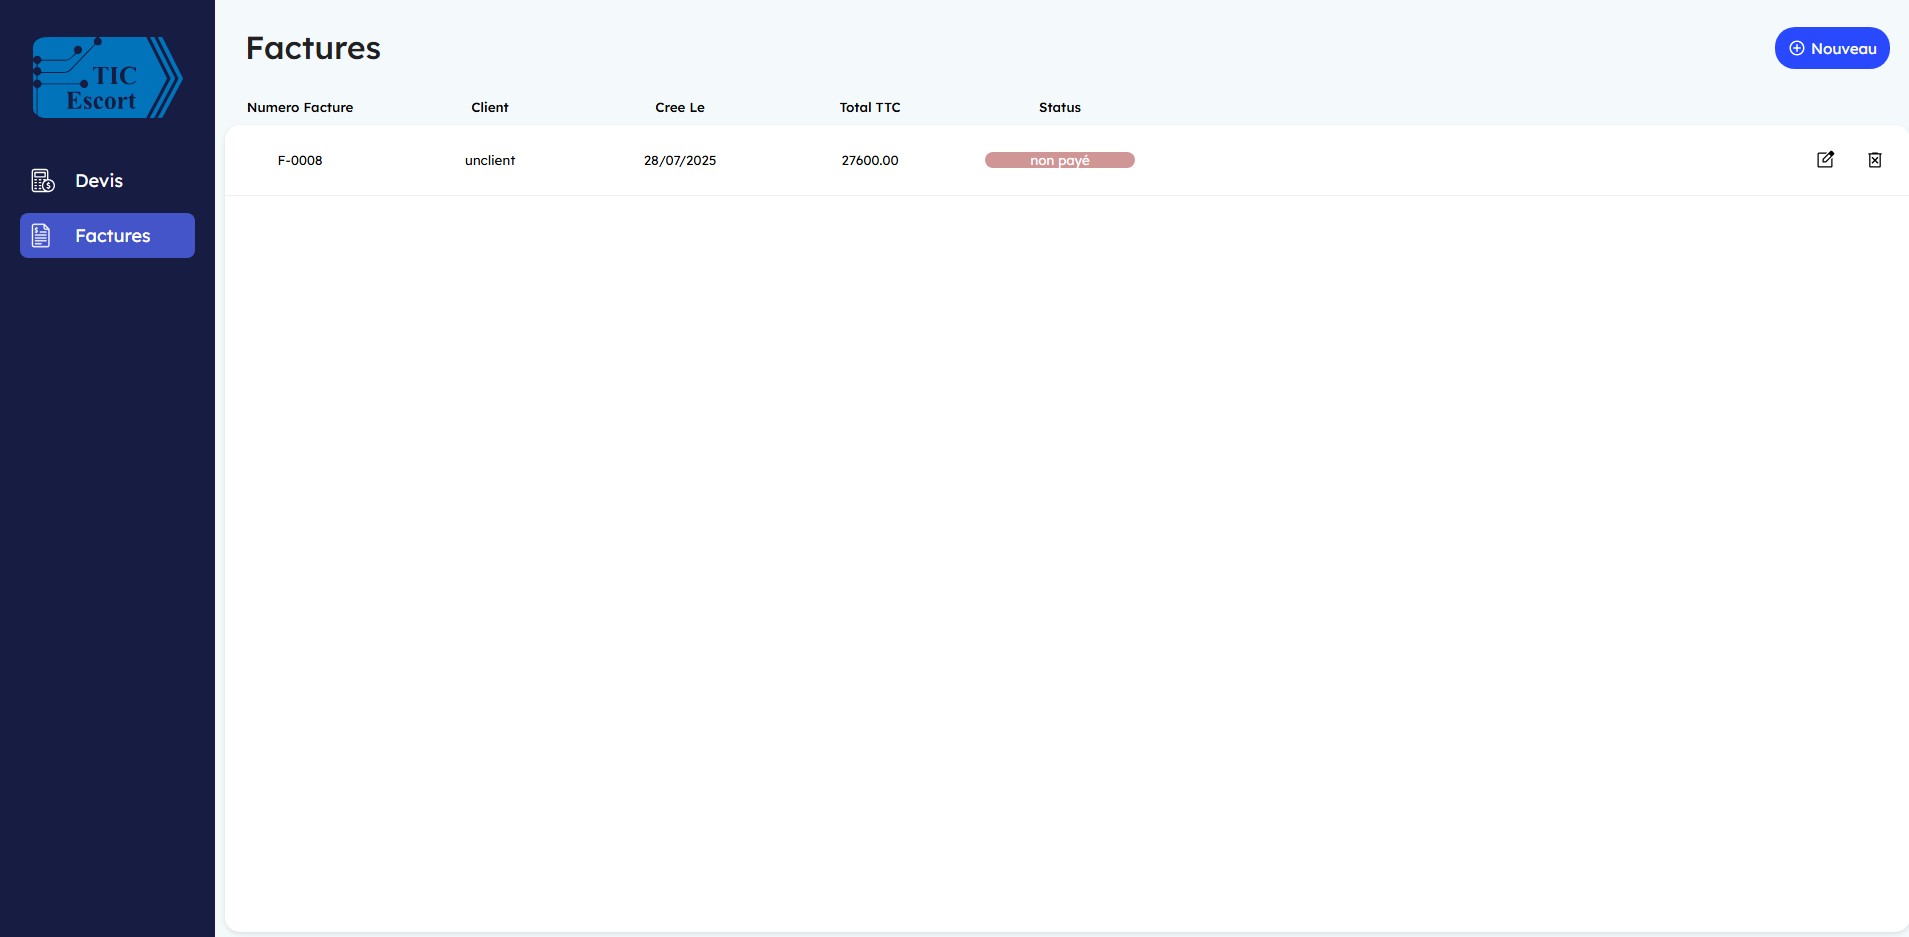 TIC
Escort
Devis
Factures
Factures
Nouveau
Numero Facture Client Cree Le Total TTC Status
F-0008 unclient 28/07/2025 27600.00 non payé